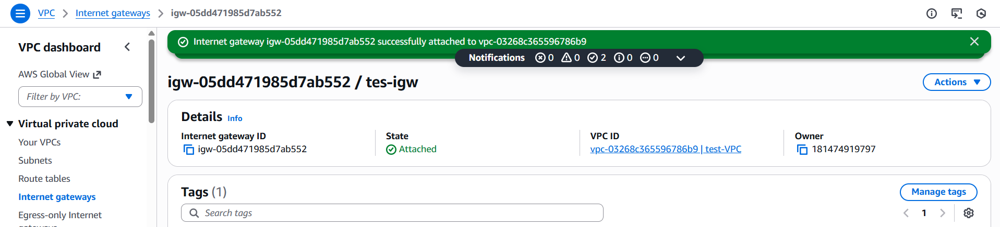 VPC > Internet gateways > igw-05dd471985d7ab552
VPC dashboard
AWS Global View
Filter by VPC:
Virtual private cloud
Your VPCs
Subnets
Route tables
Internet gateways
Egress-only Internet
gateways
Internet gateway igw-05dd471985d7ab552 successfully attached to vpc-03268c365596786b9
Notifications 0 0 2 0 0
igw-05dd471985d7ab552 / tes-igw
Actions
Details Info
Internet gateway ID
igw-05dd471985d7ab552
State
Attached
VPC ID
vpc-03268c365596786b9 | test-VPC
Owner
181474919797
Tags (1)
Manage tags
Search tags
1